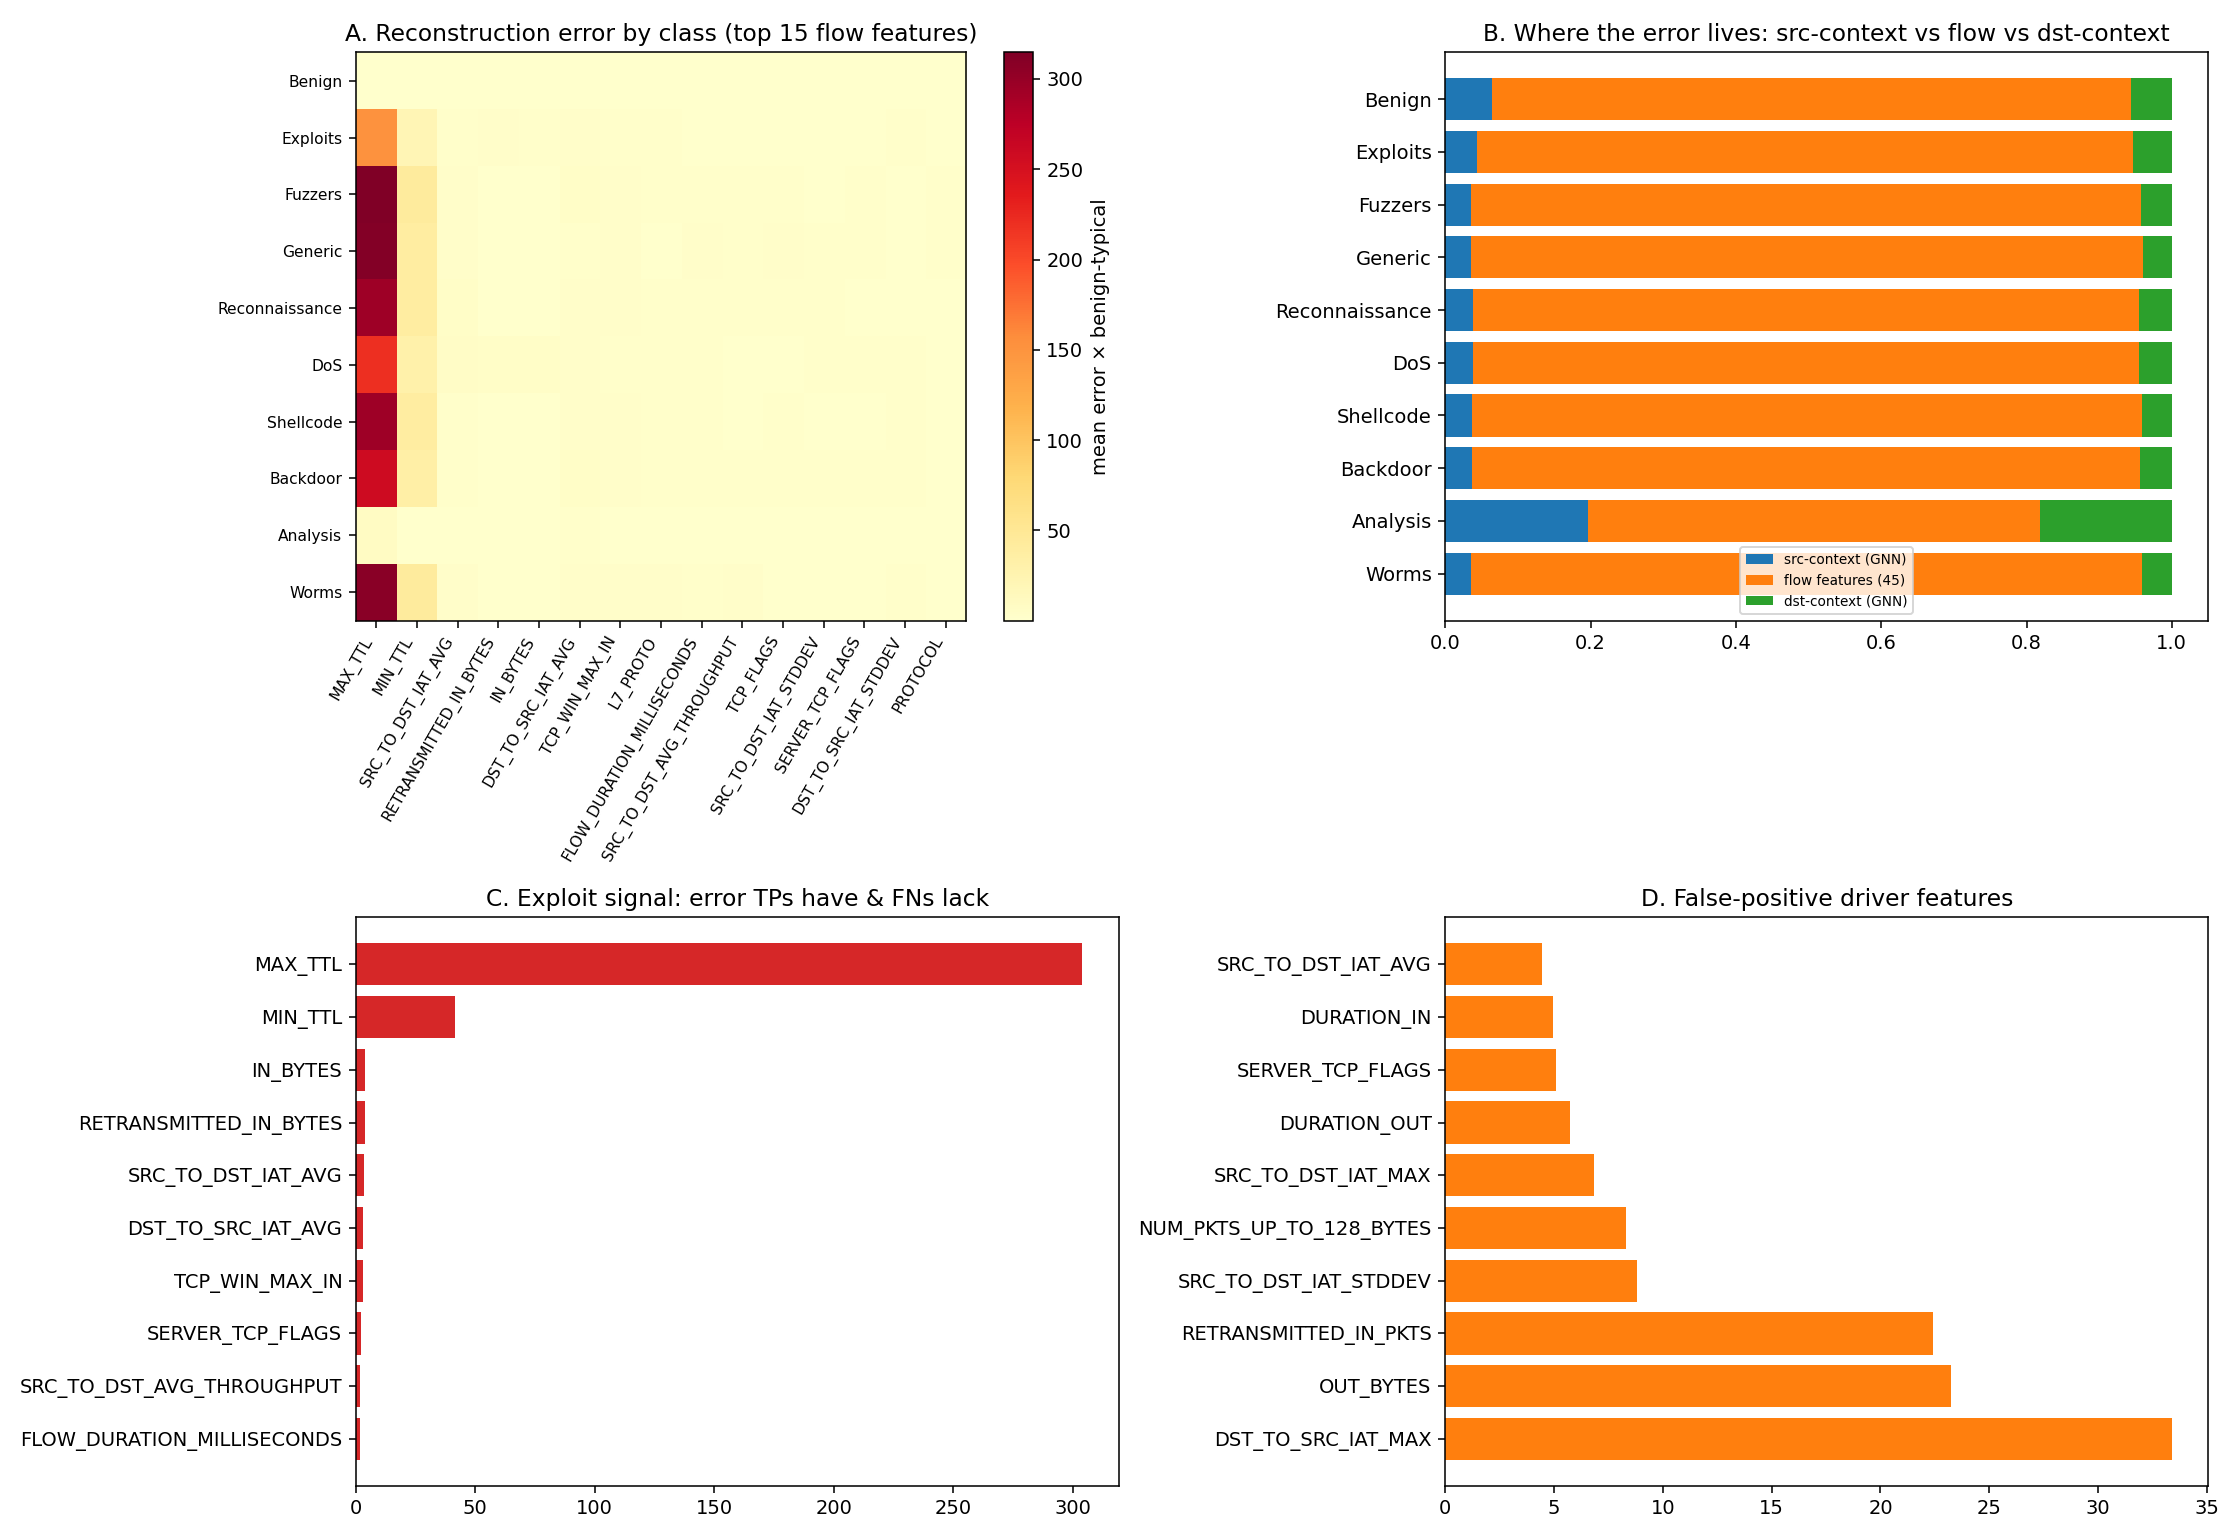 A. Reconstruction error by class (top 15 flow features)
Benign
Exploits
Fuzzers
Generic
Reconnaissance
DoS
Shellcode
Backdoor
Analysis
Worms
MAX_TTL
MIN_TTL
SRC_TO_DST_IAT_AVG
RETRANSMITTED_IN_BYTES
IN_BYTES
DST_TO_SRC_IAT_AVG
TCP_WIN_MAX_IN
L7_PROTO
FLOW_DURATION_MILLISECONDS
SRC_TO_DST_AVG_THROUGHPUT
TCP_FLAGS
SRC_TO_DST_IAT_STDDEV
SERVER_TCP_FLAGS
DST_TO_SRC_IAT_STDDEV
PROTOCOL
300
250
200
150
100
50
mean error × benign-typical
B. Where the error lives: src-context vs flow vs dst-context
Benign
Exploits
Fuzzers
Generic
Reconnaissance
DoS
Shellcode
Backdoor
Analysis
Worms
src-context (GNN)
flow features (45)
dst-context (GNN)
0.0 0.2 0.4 0.6 0.8 1.0
C. Exploit signal: error TPs have & FNs lack
MAX_TTL
MIN_TTL
IN_BYTES
RETRANSMITTED_IN_BYTES
SRC_TO_DST_IAT_AVG
DST_TO_SRC_IAT_AVG
TCP_WIN_MAX_IN
SERVER_TCP_FLAGS
SRC_TO_DST_AVG_THROUGHPUT
FLOW_DURATION_MILLISECONDS
0 50 100 150 200 250 300
D. False-positive driver features
SRC_TO_DST_IAT_AVG
DURATION_IN
SERVER_TCP_FLAGS
DURATION_OUT
SRC_TO_DST_IAT_MAX
NUM_PKTS_UP_TO_128_BYTES
SRC_TO_DST_IAT_STDDEV
RETRANSMITTED_IN_PKTS
OUT_BYTES
DST_TO_SRC_IAT_MAX
0 5 10 15 20 25 30 35